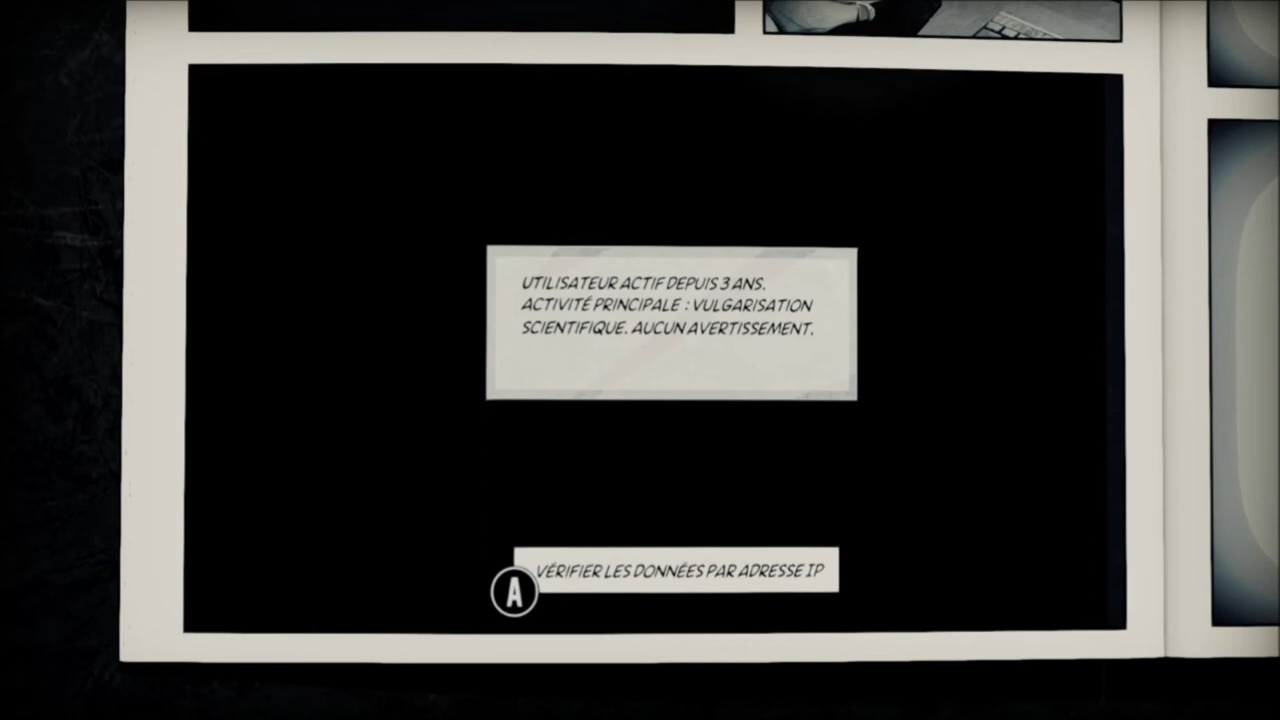 UTILISATEUR ACTIF DEPUIS 3 ANS.
ACTIVITÉ PRINCIPALE : VULGARISATION
SCIENTIFIQUE. AUCUN AVERTISSEMENT.
VÉRIFIER LES DONNÉES PAR ADRESSE IP
A